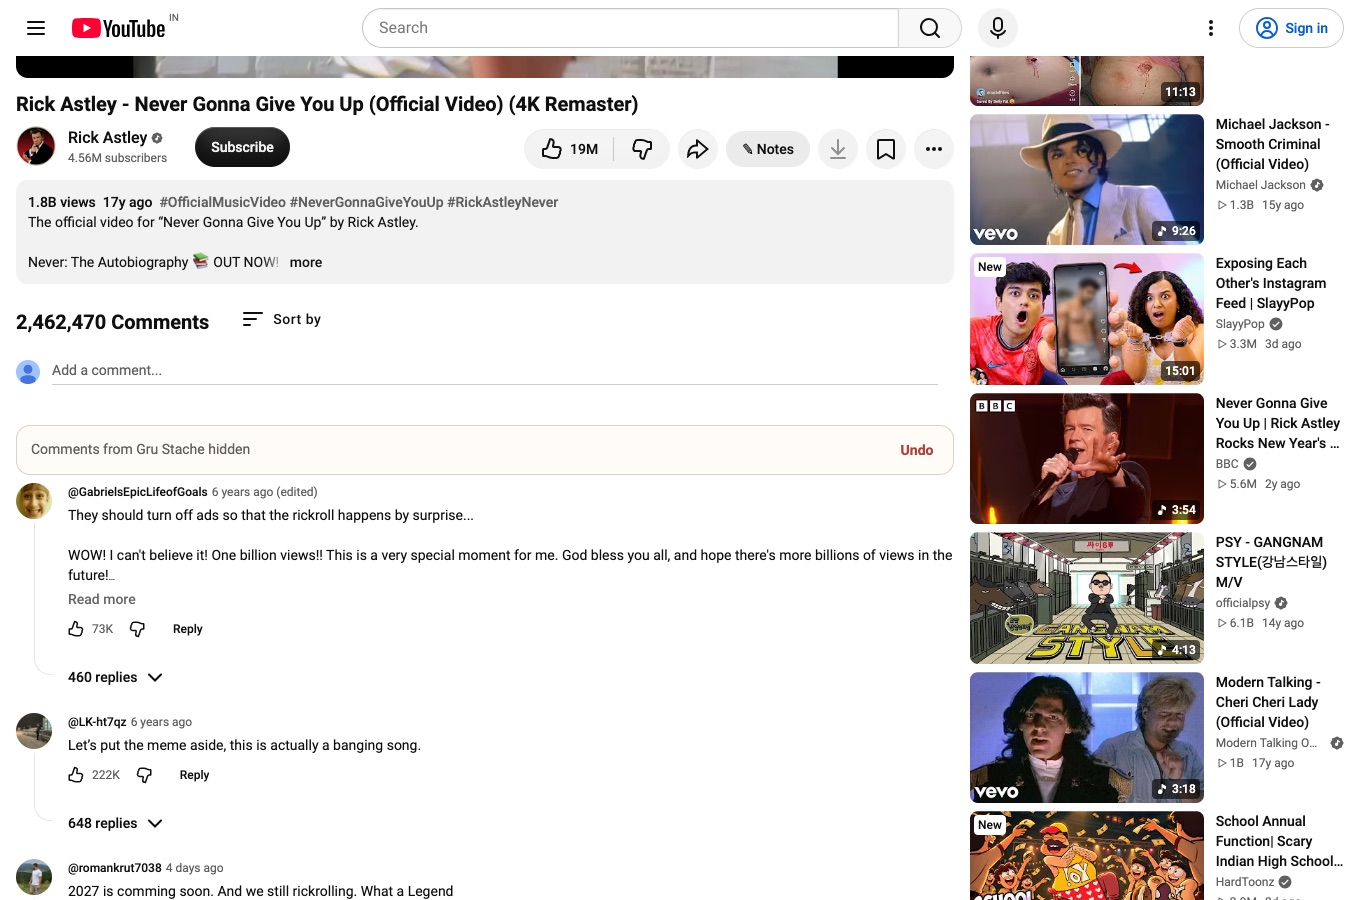 YouTube IN
Search
Sign in
Rick Astley - Never Gonna Give You Up (Official Video) (4K Remaster)
Rick Astley
4.56M subscribers
Subscribe
19M
✎ Notes
1.8B views 17y ago #OfficialMusicVideo #NeverGonnaGiveYouUp #RickAstleyNever
The official video for “Never Gonna Give You Up” by Rick Astley.
Never: The Autobiography 📚 OUT NOW! more
2,462,470 Comments
Sort by
Add a comment...
Comments from Gru Stache hidden
Undo
@GabrielsEpicLifeofGoals 6 years ago (edited)
They should turn off ads so that the rickroll happens by surprise...
WOW! I can't believe it! One billion views!! This is a very special moment for me. God bless you all, and hope there's more billions of views in the
future!...
Read more
73K
Reply
460 replies
@LK-ht7qz 6 years ago
Let’s put the meme aside, this is actually a banging song.
222K
Reply
648 replies
@romankrut7038 4 days ago
2027 is comming soon. And we still rickrolling. What a Legend
11:13
vevo
9:26
Michael Jackson -
Smooth Criminal
(Official Video)
Michael Jackson
1.3B 15y ago
New
15:01
Exposing Each
Other's Instagram
Feed | SlayyPop
SlayyPop
3.3M 3d ago
BBC
3:54
Never Gonna Give
You Up | Rick Astley
Rocks New Year's ...
BBC
5.6M 2y ago
GANGNAM
STYLE
4:13
PSY - GANGNAM
STYLE(강남스타일)
M/V
officialpsy
6.1B 14y ago
vevo
3:18
Modern Talking -
Cheri Cheri Lady
(Official Video)
Modern Talking O...
1B 17y ago
New
JOY
SCHOOL
School Annual
Function| Scary
Indian High School...
HardToonz